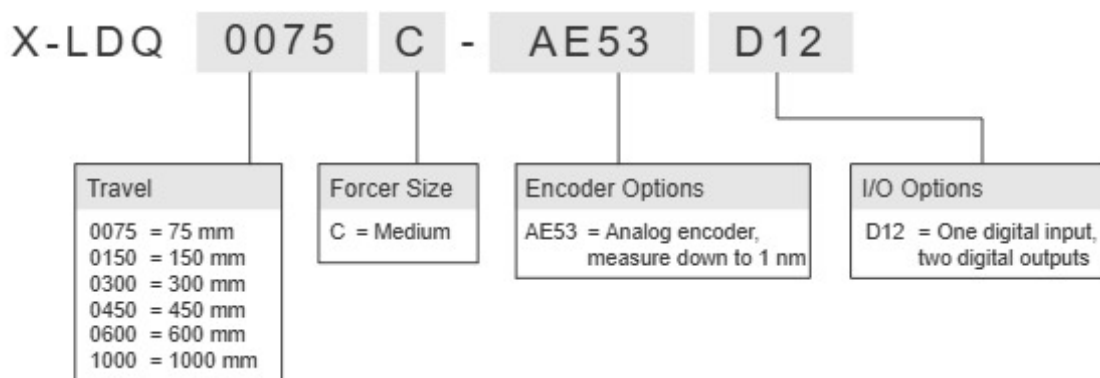 X-LDQ 0075 C - AE53 D12
Travel
0075 = 75 mm
0150 = 150 mm
0300 = 300 mm
0450 = 450 mm
0600 = 600 mm
1000 = 1000 mm
Forcer Size
C = Medium
Encoder Options
AE53 = Analog encoder,
measure down to 1 nm
I/O Options
D12 = One digital input,
two digital outputs